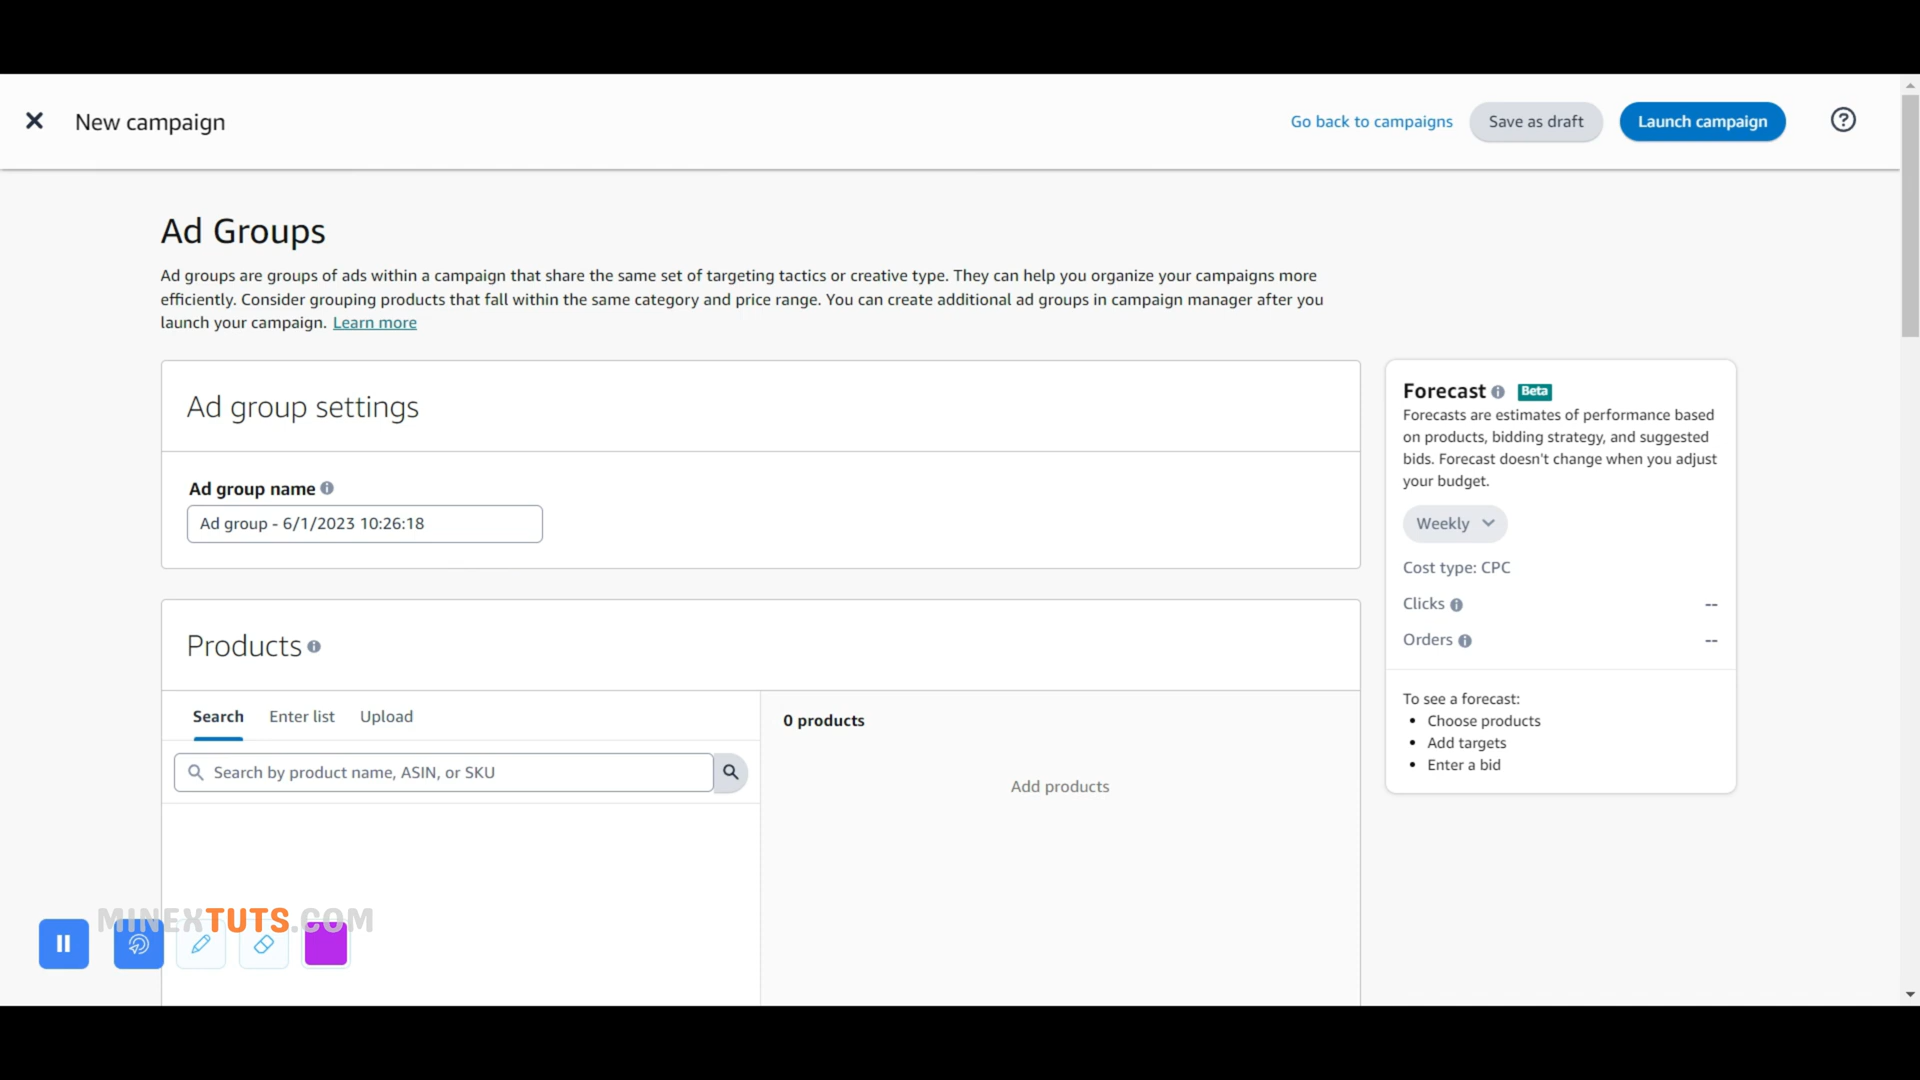 New campaign
Go back to campaigns
Save as draft
Launch campaign
Ad Groups
Ad groups are groups of ads within a campaign that share the same set of targeting tactics or creative type. They can help you organize your campaigns more
efficiently. Consider grouping products that fall within the same category and price range. You can create additional ad groups in campaign manager after you
launch your campaign. Learn more
Ad group settings
Ad group name
Ad group - 6/1/2023 10:26:18
Products
Search Enter list Upload
Search by product name, ASIN, or SKU
0 products
Add products
Forecast Beta
Forecasts are estimates of performance based
on products, bidding strategy, and suggested
bids. Forecast doesn't change when you adjust
your budget.
Weekly
Cost type: CPC
Clicks --
Orders --
To see a forecast:
• Choose products
• Add targets
• Enter a bid
MINEXTUTS.COM